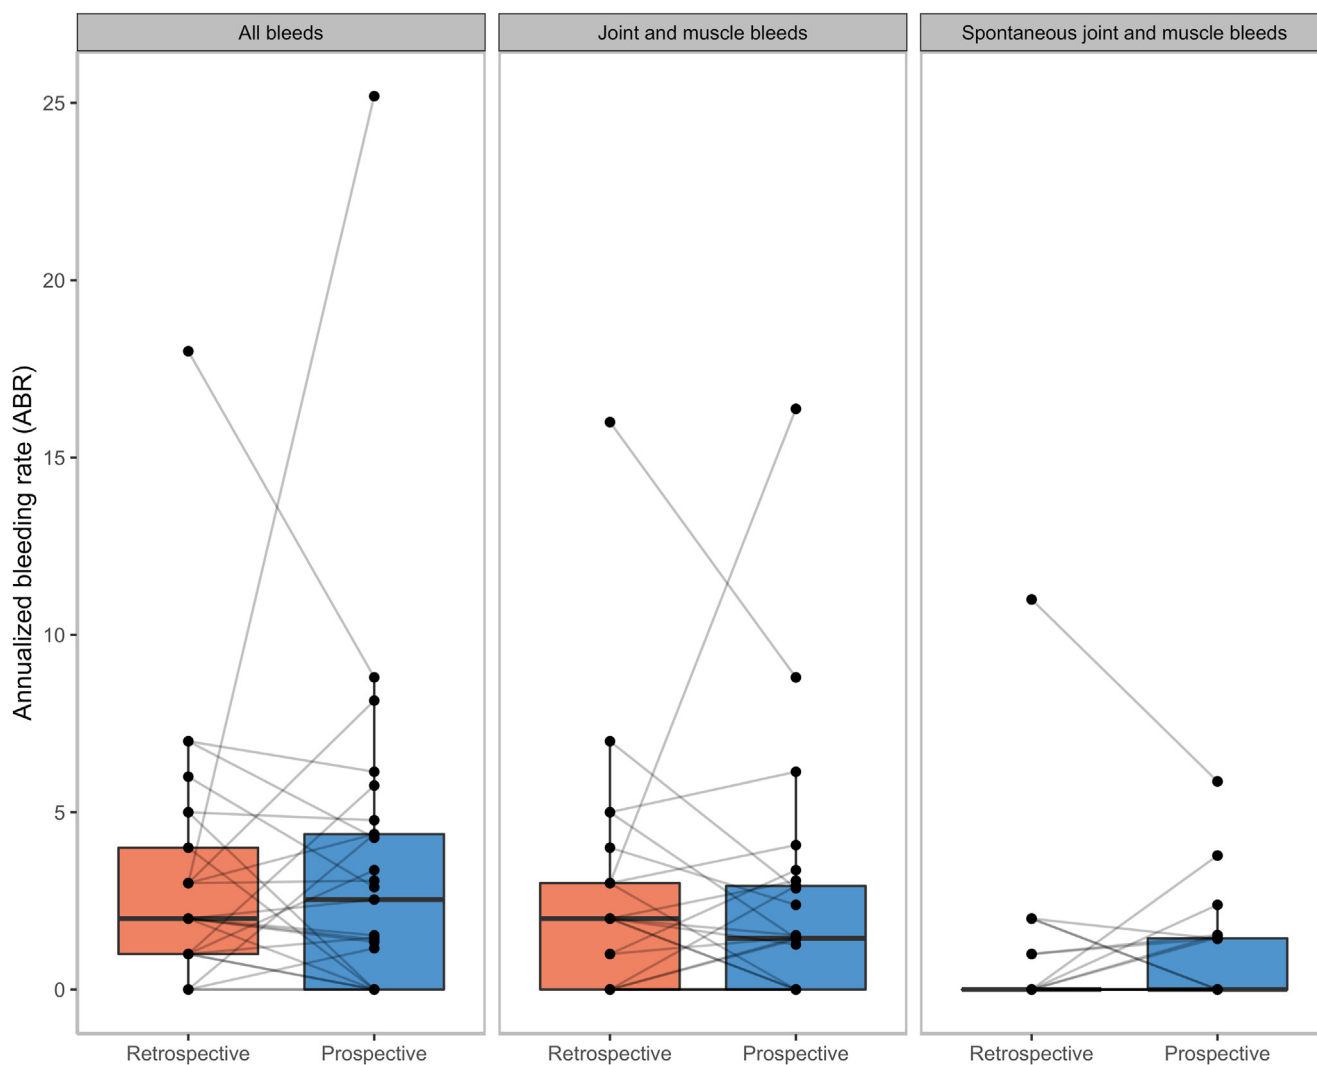 All bleeds
Joint and muscle bleeds
Spontaneous joint and muscle bleeds
Annualized bleeding rate (ABR)
25
20
15
10
5
0
Retrospective
Prospective
Retrospective
Prospective
Retrospective
Prospective